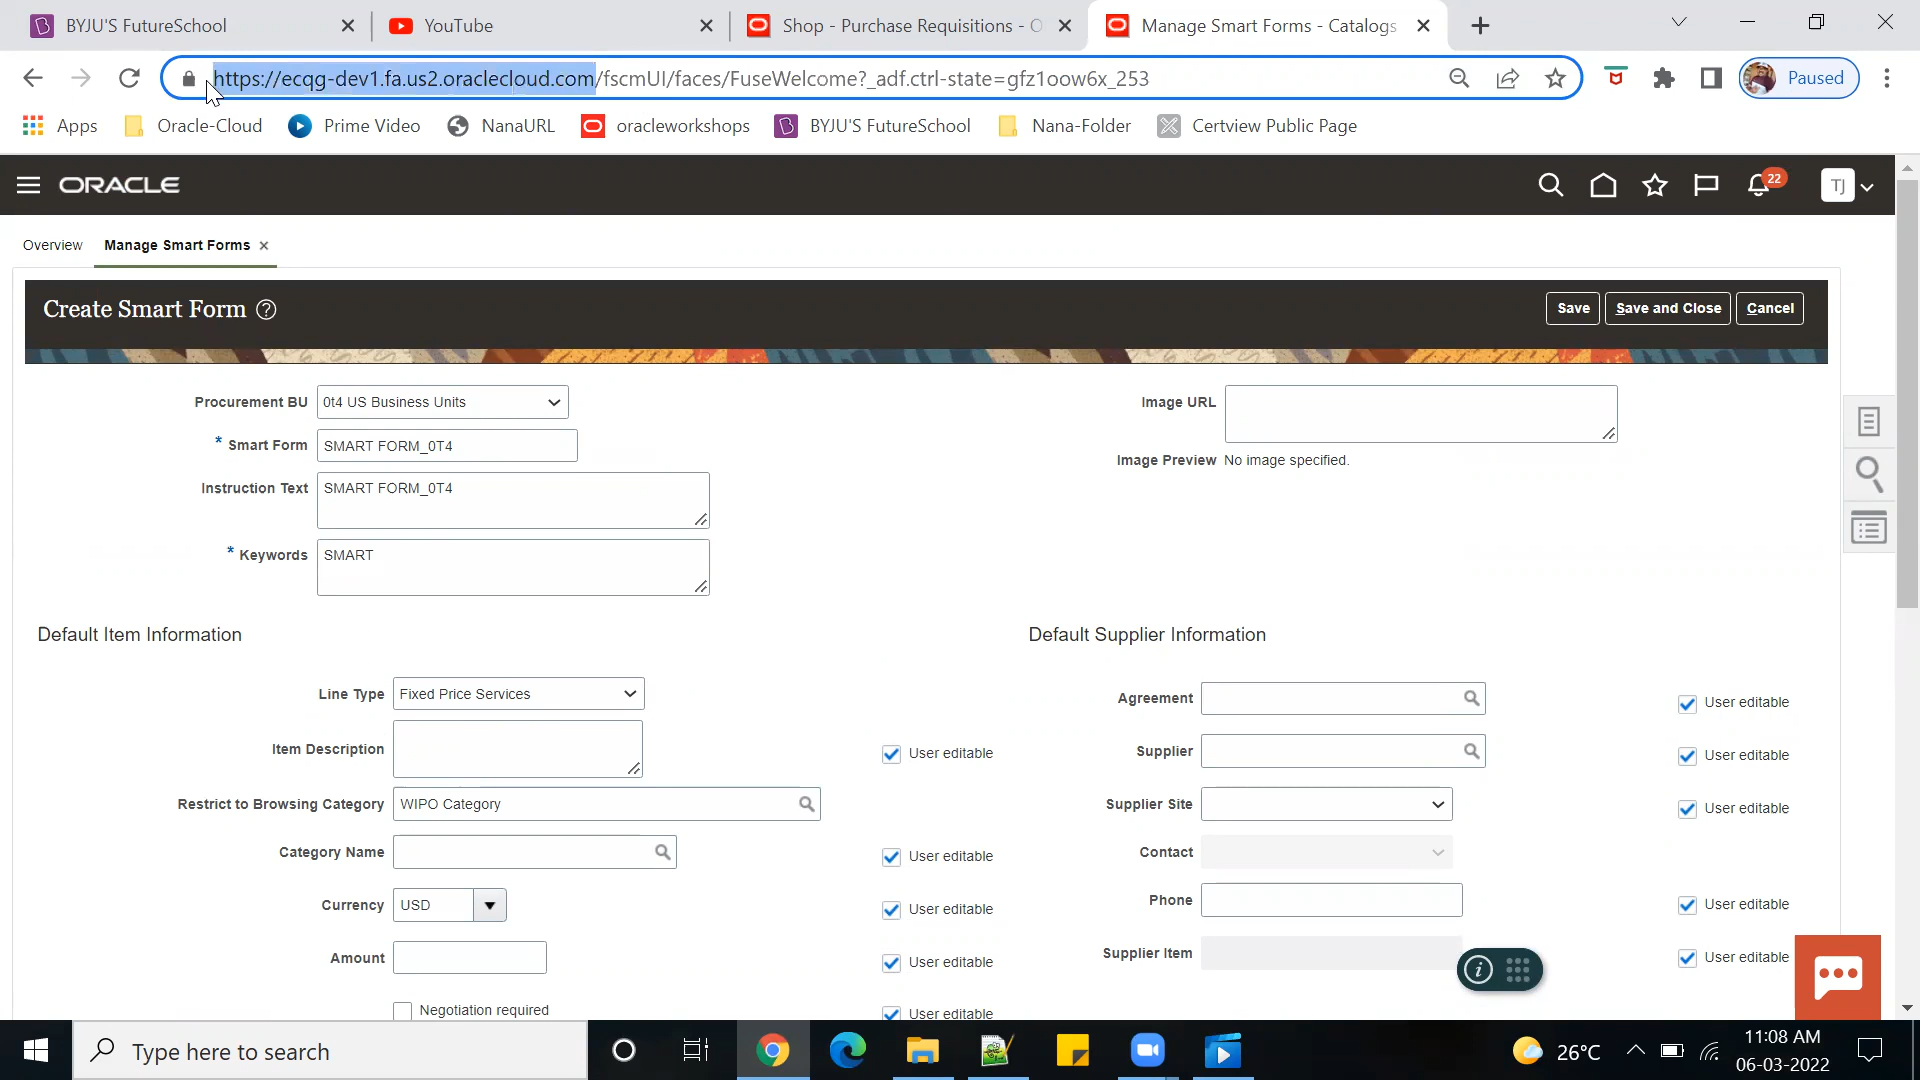 BYJU'S FutureSchool
YouTube
Shop - Purchase Requisitions - O
Manage Smart Forms - Catalogs
https://ecqg-dev1.fa.us2.oraclecloud.com/fscmUI/faces/FuseWelcome?_adf.ctrl-state=gfz1oow6x_253
Paused
Apps
Oracle-Cloud
Prime Video
NanaURL
oracleworkshops
BYJU'S FutureSchool
Nana-Folder
Certview Public Page
ORACLE
22
TJ
Overview
Manage Smart Forms
Create Smart Form
Save
Save and Close
Cancel
Procurement BU
0t4 US Business Units
* Smart Form
SMART FORM_0T4
Instruction Text
SMART FORM_0T4
* Keywords
SMART
Image URL
Image Preview
No image specified.
Default Item Information
Line Type
Fixed Price Services
Item Description
User editable
Restrict to Browsing Category
WIPO Category
Category Name
User editable
Currency
USD
User editable
Amount
User editable
Negotiation required
User editable
Default Supplier Information
Agreement
User editable
Supplier
User editable
Supplier Site
User editable
Contact
Phone
User editable
Supplier Item
User editable
Type here to search
26°C
11:08 AM
06-03-2022